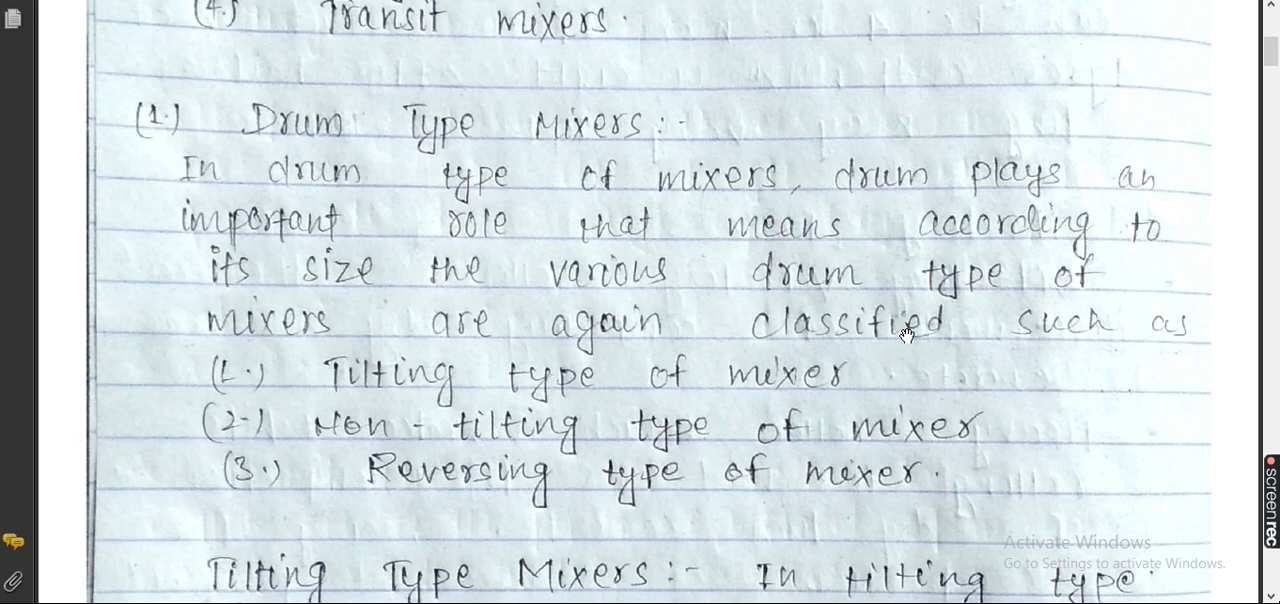 (4.) Transit mixers.
(1.) Drum Type Mixers:-
In drum type of mixers, drum plays an
important role that means according to
its size the various drum type of
mixers are again classified such as
(1.) Tilting type of mixer
(2.) Non-tilting type of mixer
(3.) Reversing type of mixer.
Tilting Type Mixers:- In tilting type
Activate Windows
Go to Settings to activate Windows.
screenrec